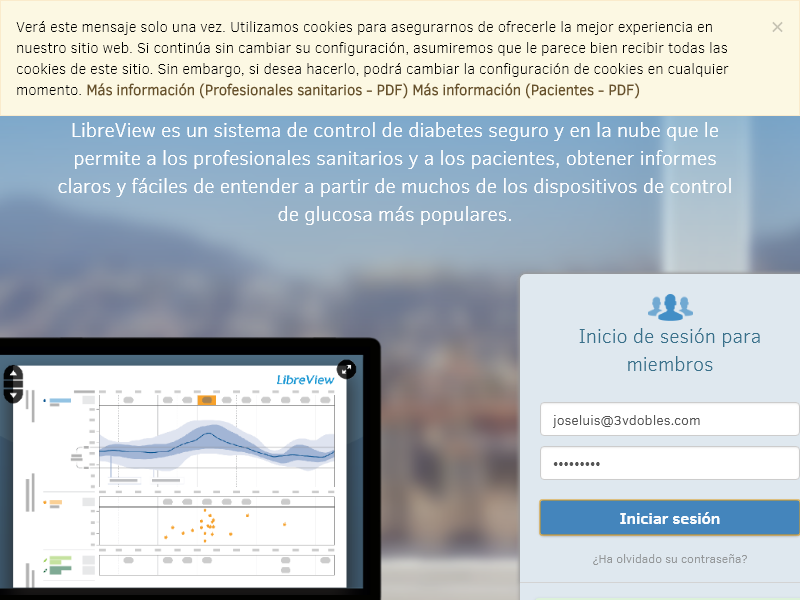 Verá este mensaje solo una vez. Utilizamos cookies para asegurarnos de ofrecerle la mejor experiencia en
nuestro sitio web. Si continúa sin cambiar su configuración, asumiremos que le parece bien recibir todas las
cookies de este sitio. Sin embargo, si desea hacerlo, podrá cambiar la configuración de cookies en cualquier
momento. Más información (Profesionales sanitarios - PDF) Más información (Pacientes - PDF)
×
LibreView es un sistema de control de diabetes seguro y en la nube que le
permite a los profesionales sanitarios y a los pacientes, obtener informes
claros y fáciles de entender a partir de muchos de los dispositivos de control
de glucosa más populares.
Inicio de sesión para
miembros
LibreView
joseluis@3vdobles.com
•••••••••
Iniciar sesión
¿Ha olvidado su contraseña?